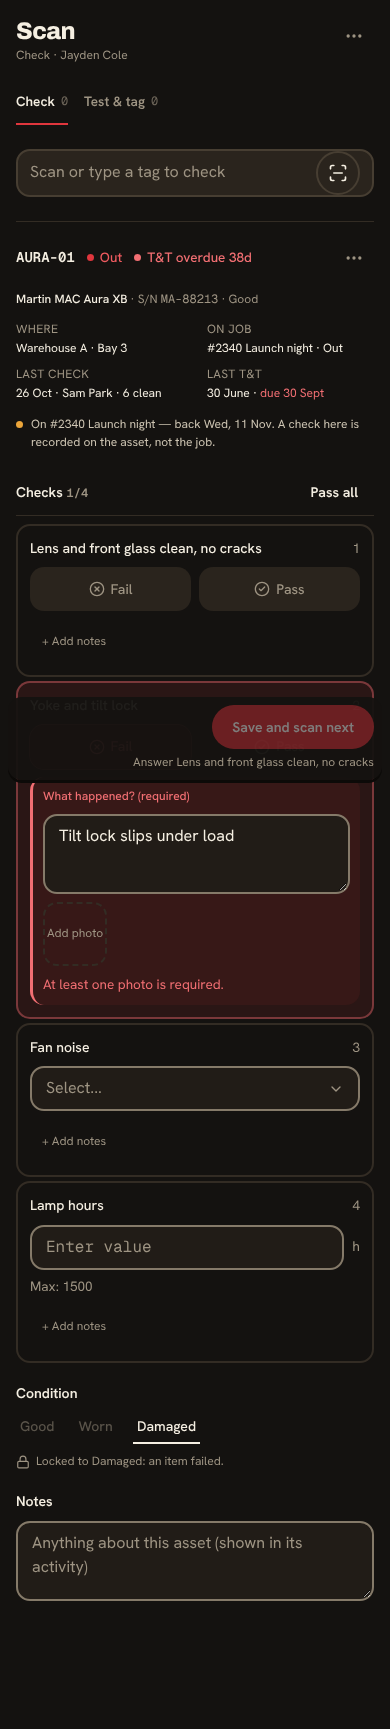 Scan
Check · Jayden Cole
Check 0 Test & tag 0
Scan or type a tag to check
AURA-01 Out T&T overdue 38d
Martin MAC Aura XB · S/N MA-88213 · Good
WHERE ON JOB
Warehouse A · Bay 3 #2340 Launch night · Out
LAST CHECK LAST T&T
26 Oct · Sam Park · 6 clean 30 June · due 30 Sept
On #2340 Launch night — back Wed, 11 Nov. A check here is
recorded on the asset, not the job.
Checks 1/4 Pass all
Lens and front glass clean, no cracks 1
Fail Pass
+ Add notes
Yoke and tilt lock
Fail
Save and scan next
Answer Lens and front glass clean, no cracks
What happened? (required)
Tilt lock slips under load
Add photo
At least one photo is required.
Fan noise 3
Select...
+ Add notes
Lamp hours 4
Enter value h
Max: 1500
+ Add notes
Condition
Good Worn Damaged
Locked to Damaged: an item failed.
Notes
Anything about this asset (shown in its
activity)